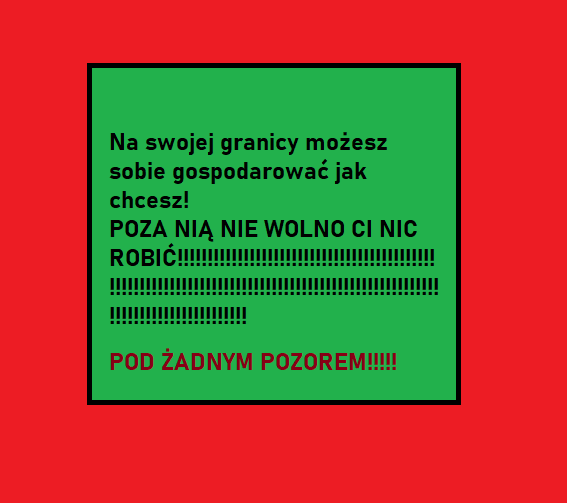 Na swojej granicy możesz
sobie gospodarować jak
chcesz!
POZA NIĄ NIE WOLNO CI NIC
ROBIĆ!!!!!!!!!!!!!!!!!!!!!!!!!!!!!!!!!!!!!!!!!!!
!!!!!!!!!!!!!!!!!!!!!!!!!!!!!!!!!!!!!!!!!!!!!!!!!!!!!!!
!!!!!!!!!!!!!!!!!!!!!!!
POD ŻADNYM POZOREM!!!!!